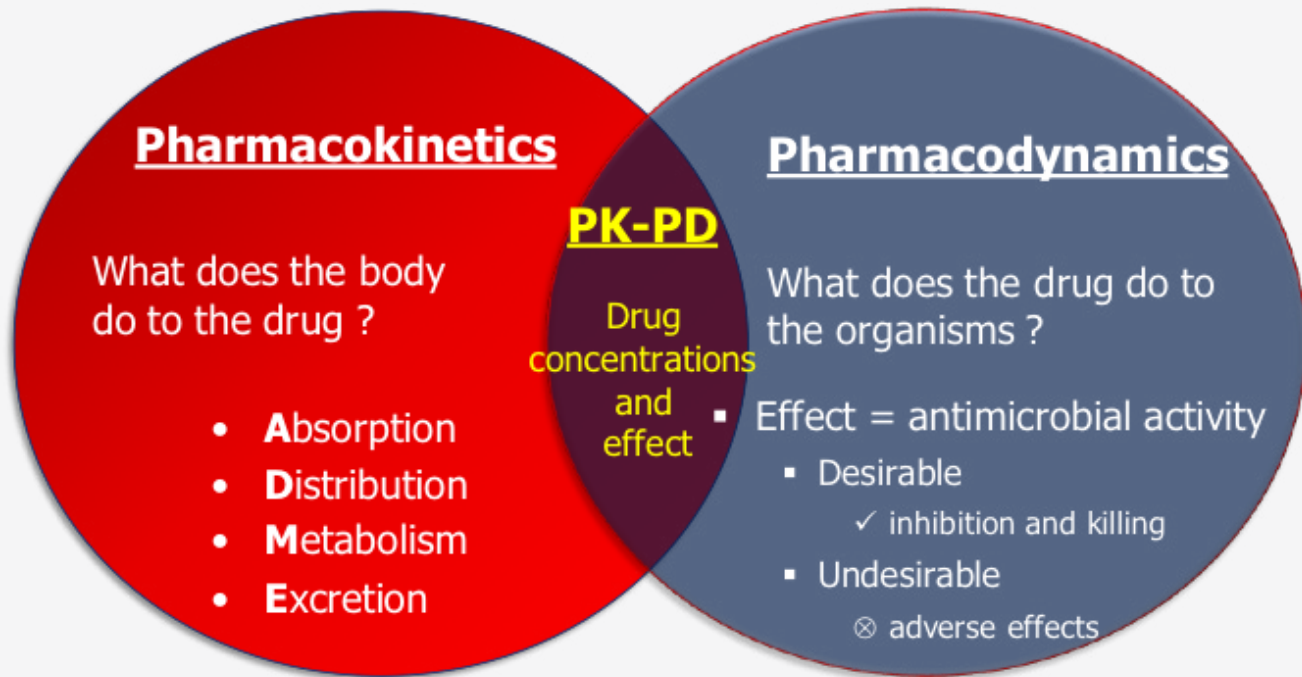 Pharmacokinetics
What does the body
do to the drug ?
• Absorption
• Distribution
• Metabolism
• Excretion
PK-PD
Drug
concentrations
and
effect
Pharmacodynamics
What does the drug do to
the organisms ?
▪ Effect = antimicrobial activity
▪ Desirable
✓ inhibition and killing
▪ Undesirable
⊗ adverse effects